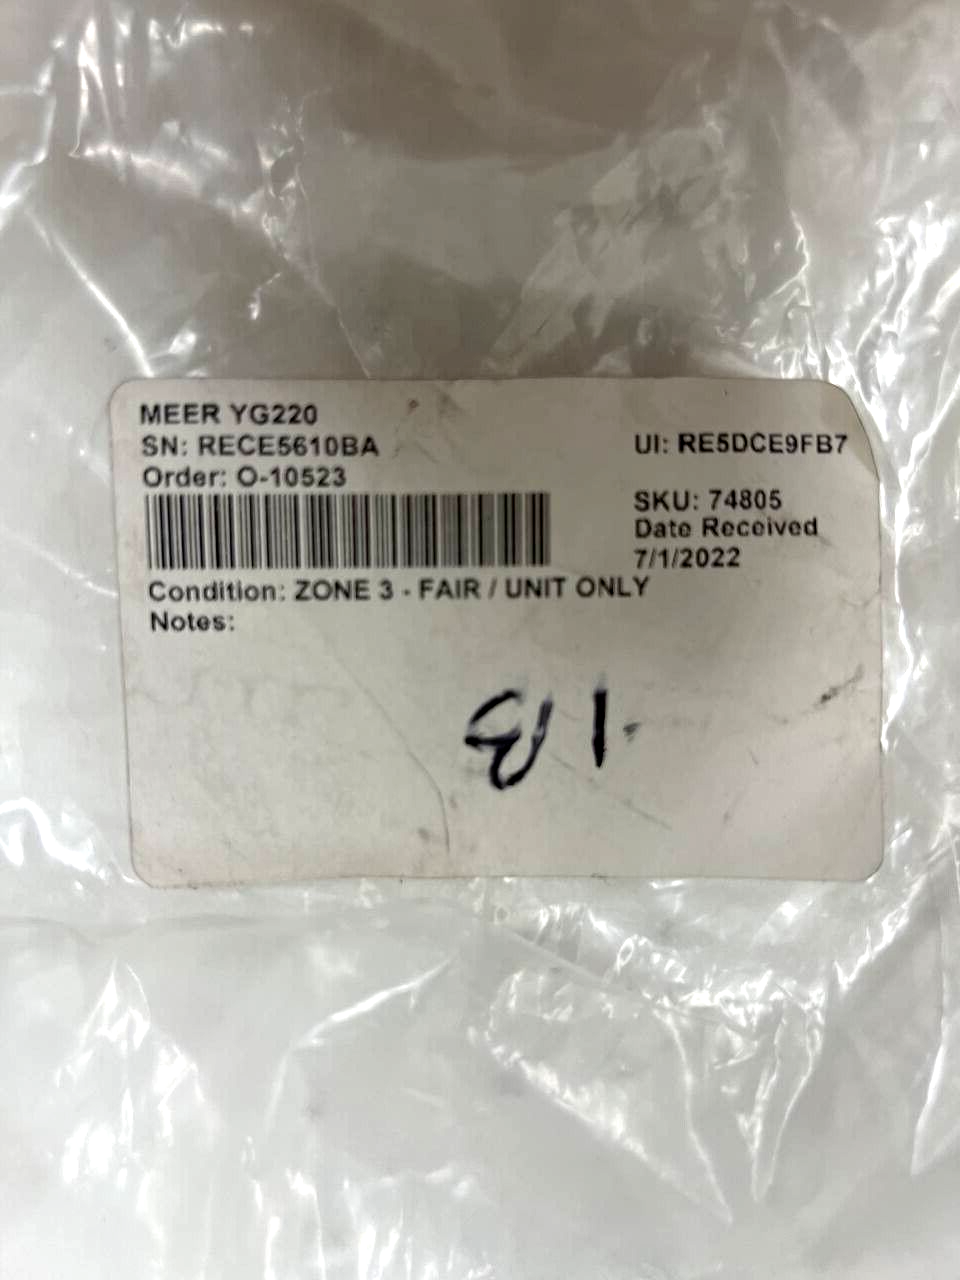 MEER YG220
SN: RECE5610BA
UI: RE5DCE9FB7
Order: O-10523
SKU: 74805
Date Received
7/1/2022
Condition: ZONE 3 - FAIR / UNIT ONLY
Notes: